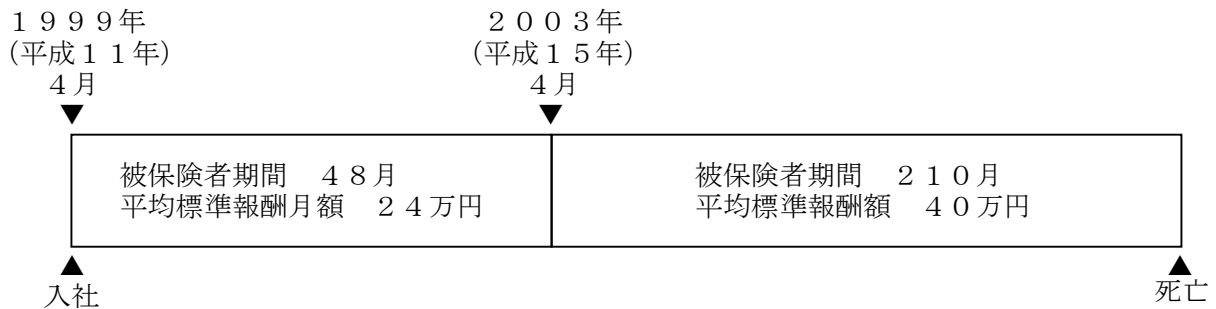 １９９９年
（平成１１年）
４月
２００３年
（平成１５年）
４月
被保険者期間　４８月
平均標準報酬月額　２４万円
被保険者期間　２１０月
平均標準報酬額　４０万円
入社
死亡